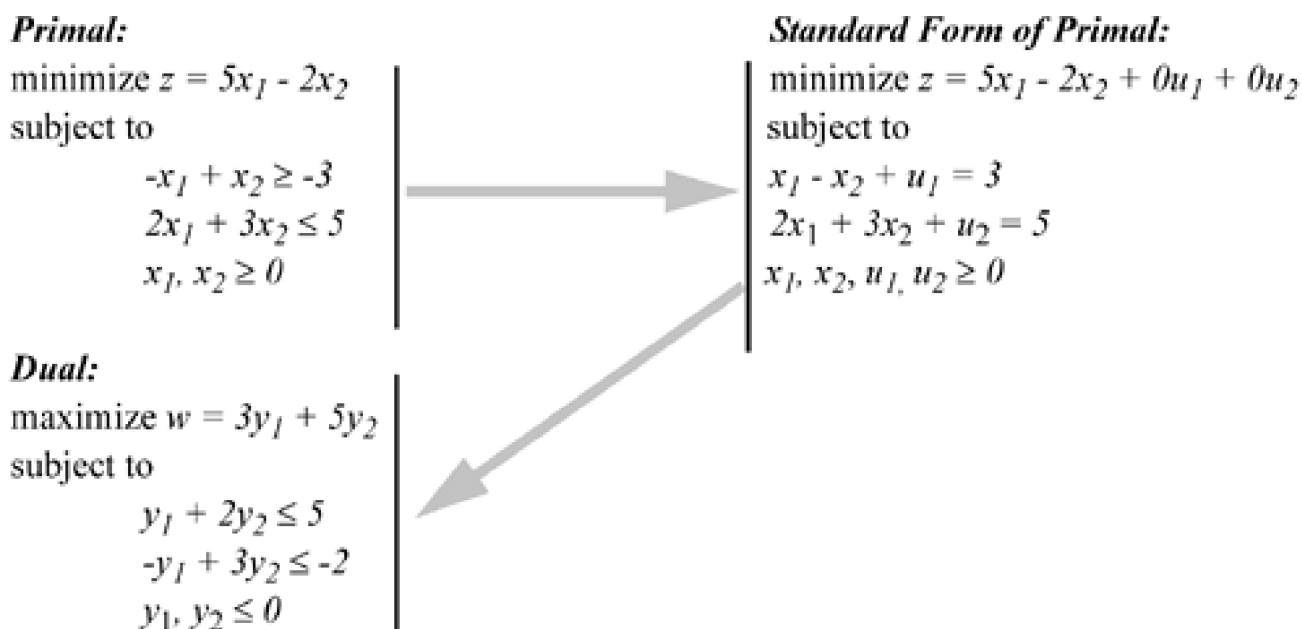 Primal:
minimize z = 5x₁ - 2x₂
subject to
-x₁ + x₂ ≥ -3
2x₁ + 3x₂ ≤ 5
x₁, x₂ ≥ 0
Standard Form of Primal:
minimize z = 5x₁ - 2x₂ + 0u₁ + 0u₂
subject to
x₁ - x₂ + u₁ = 3
2x₁ + 3x₂ + u₂ = 5
x₁, x₂, u₁, u₂ ≥ 0
Dual:
maximize w = 3y₁ + 5y₂
subject to
y₁ + 2y₂ ≤ 5
-y₁ + 3y₂ ≤ -2
y₁, y₂ ≤ 0